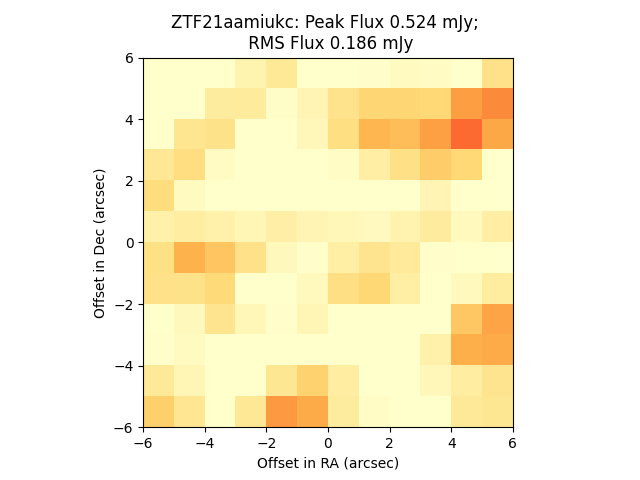 ZTF21aamiukc: Peak Flux 0.524 mJy;
RMS Flux 0.186 mJy
6
4
2
0
−2
−4
−6
Offset in Dec (arcsec)
−6 −4 −2 0 2 4 6
Offset in RA (arcsec)